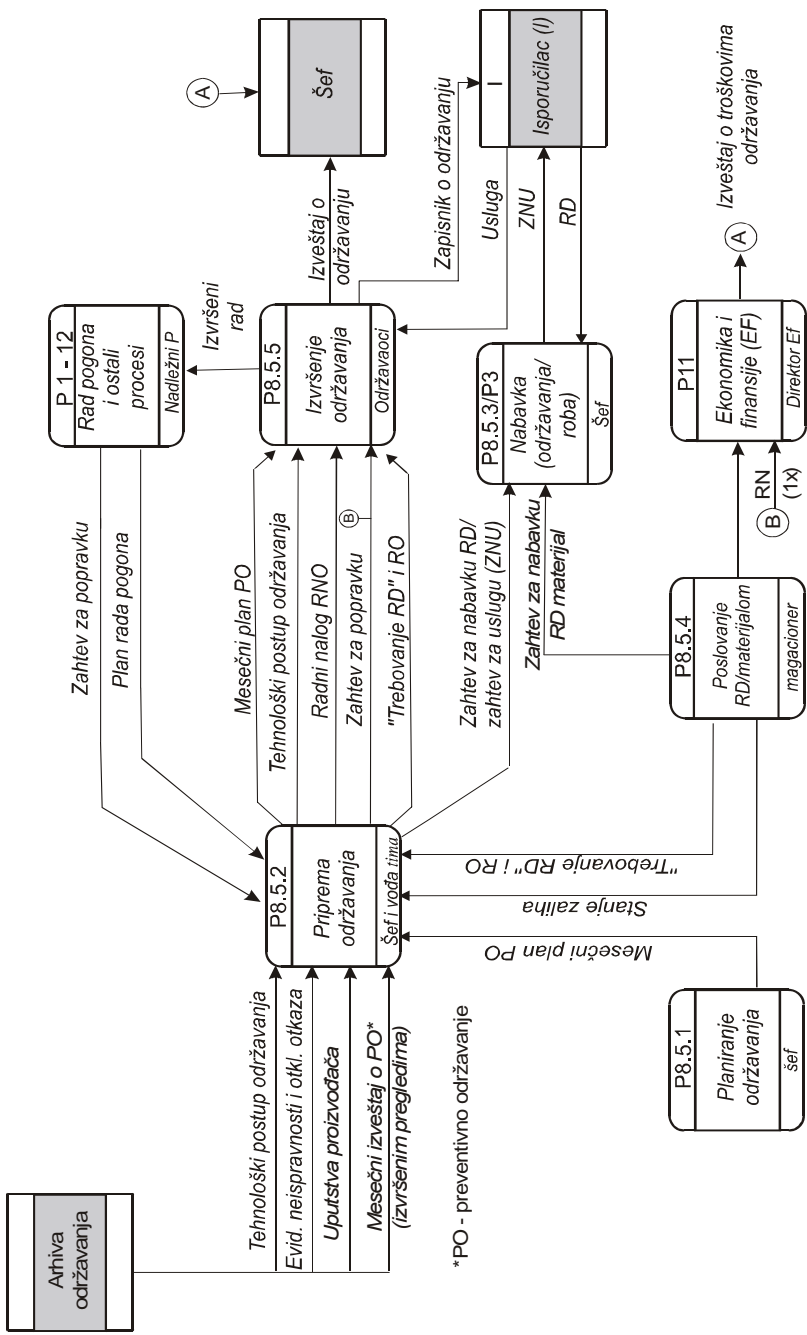 Arhiva
održavanja
Tehnološki postup održavanja
Evid. neispravnosti i otkl. otkaza
Uputstva proizvođača
Mesečni izveštaj o PO*
(izvršenim pregledima)
*PO - preventivno održavanje
P8.5.1
Planiranje
održavanja
šef
P8.5.2
Priprema
održavanja
Šef i vođa tima
Mesečni plan PO
Stanje zaliha
"Trebovanje RD" i RO
Zahtev za popravku
Plan rada pogona
Mesečni plan PO
Tehnološki postup održavanja
Radni nalog RNO
Zahtev za popravku
B
"Trebovanje RD" i RO
Zahtev za nabavku RD/
zahtev za uslugu (ZNU)
Zahtev za nabavku
RD materijal
P8.5.4
Poslovanje
RD/materijalom
magacioner
P 1 - 12
Rad pogona
i ostali
procesi
Nadležni P
Izvršeni
rad
P8.5.5
Izvršenje
održavanja
Održavaoci
P8.5.3/P3
Nabavka
(održavanja/
roba)
Šef
P11
Ekonomika i
finansije (EF)
Direktor Ef
B
RN
(1x)
Izveštaj o
održavanju
Zapisnik o održavanju
Usluga
ZNU
RD
A
Šef
I
Isporučilac (I)
A
Izveštaj o troškovima
održavanja